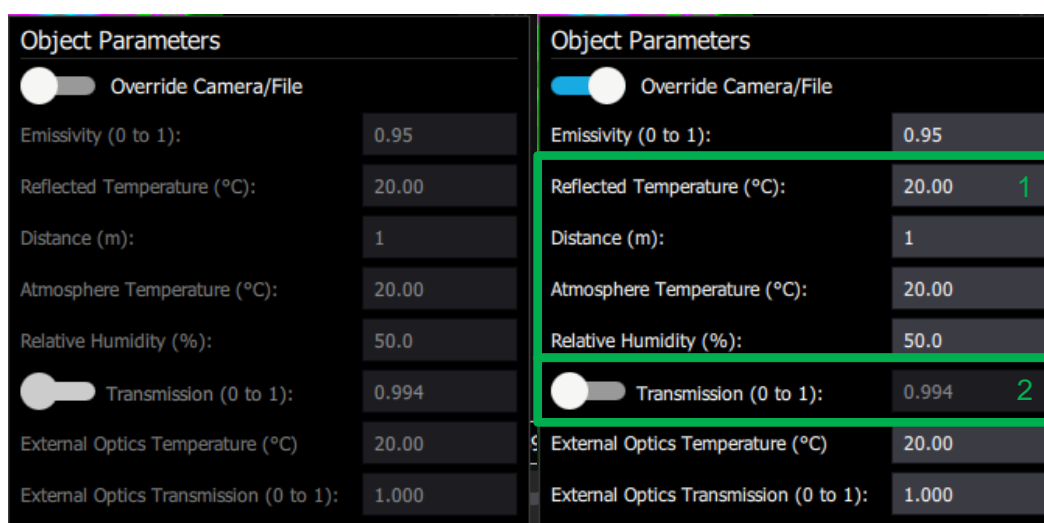 Object Parameters
Override Camera/File
Emissivity (0 to 1): 0.95
Reflected Temperature (°C): 20.00
Distance (m): 1
Atmosphere Temperature (°C): 20.00
Relative Humidity (%): 50.0
Transmission (0 to 1): 0.994
External Optics Temperature (°C) 20.00
External Optics Transmission (0 to 1): 1.000
Object Parameters
Override Camera/File
Emissivity (0 to 1): 0.95
Reflected Temperature (°C): 20.00 1
Distance (m): 1
Atmosphere Temperature (°C): 20.00
Relative Humidity (%): 50.0
Transmission (0 to 1): 0.994 2
External Optics Temperature (°C) 20.00
External Optics Transmission (0 to 1): 1.000